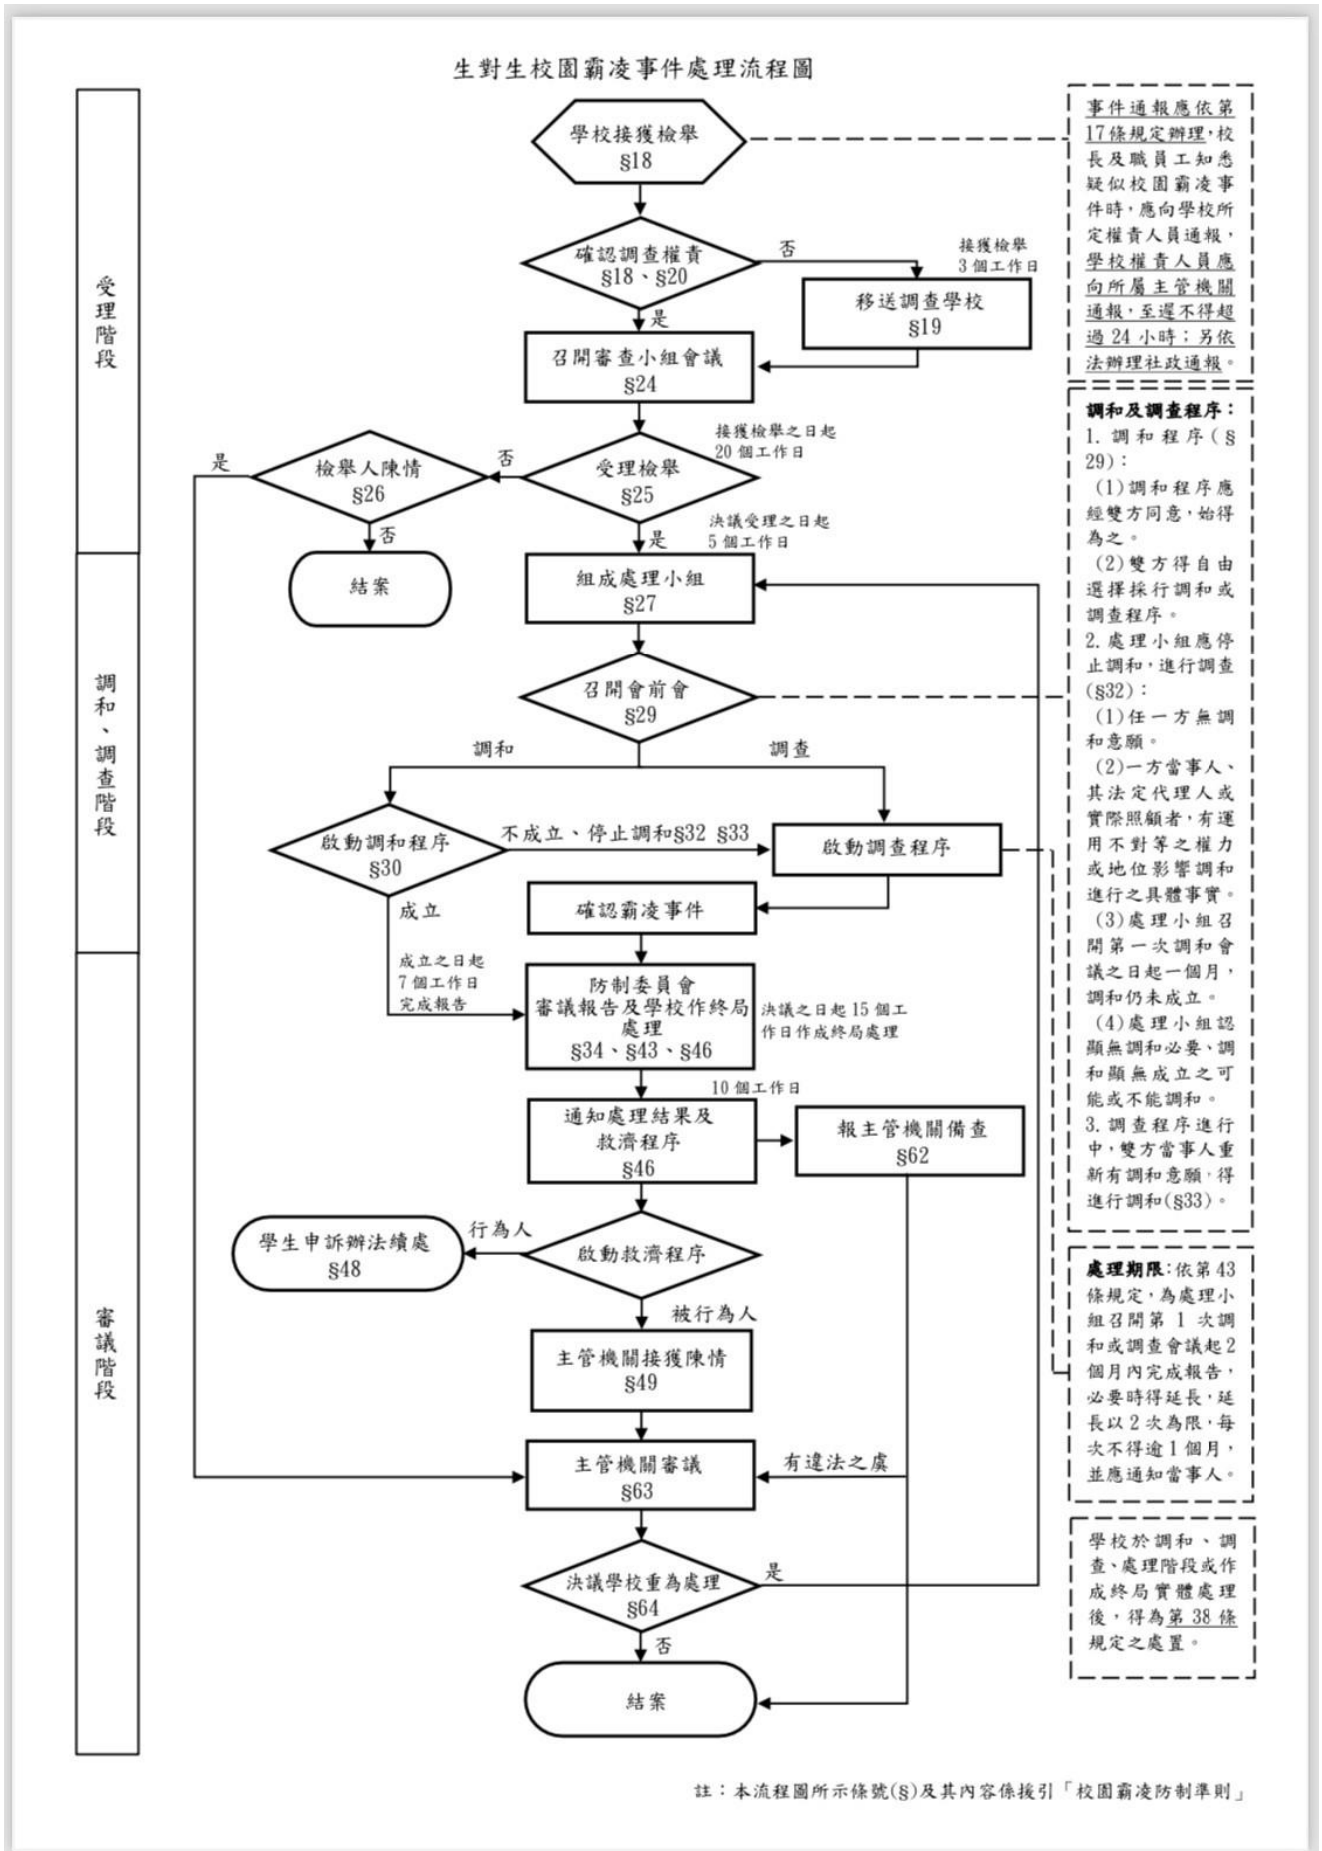 生對生校園霸凌事件處理流程圖
受理階段
學校接獲檢舉
§18
確認調查權責
§18、§20
否
接獲檢舉
3 個工作日
移送調查學校
§19
是
召開審查小組會議
§24
接獲檢舉之日起
20 個工作日
受理檢舉
§25
否
檢舉人陳情
§26
是
否
結案
決議受理之日起
5 個工作日
是
調和、調查階段
組成處理小組
§27
召開會前會
§29
調和
調查
啟動調和程序
§30
不成立、停止調和§32 §33
啟動調查程序
成立
確認霸凌事件
成立之日起
7 個工作日
完成報告
審議階段
防制委員會
審議報告及學校作終局
處理
§34、§43、§46
決議之日起 15 個工
作日作成終局處理
10 個工作日
通知處理結果及
救濟程序
§46
報主管機關備查
§62
啟動救濟程序
行為人
學生申訴辦法續處
§48
被行為人
主管機關接獲陳情
§49
主管機關審議
§63
有違法之虞
決議學校重為處理
§64
是
否
結案
事件通報應依第
17條規定辦理，校
長及職員工知悉
疑似校園霸凌事
件時，應向學校所
定權責人員通報，
學校權責人員應
向所屬主管機關
通報，至遲不得超
過 24 小時；另依
法辦理社政通報。
調和及調查程序：
1. 調和程序(§
29)：
(1)調和程序應
經雙方同意，始得
為之。
(2)雙方得自由
選擇採行調和或
調查程序。
2. 處理小組應停
止調和，進行調查
(§32)：
(1)任一方無調
和意願。
(2)一方當事人、
其法定代理人或
實際照顧者，有運
用不對等之權力
或地位影響調和
進行之具體事實。
(3)處理小組召
開第一次調和會
議之日起一個月，
調和仍未成立。
(4)處理小組認
顯無調和必要、調
和顯無成立之可
能或不能調和。
3. 調查程序進行
中，雙方當事人重
新有調和意願，得
進行調和(§33)。
處理期限：依第 43
條規定，為處理小
組召開第 1 次調
和或調查會議起 2
個月內完成報告，
必要時得延長，延
長以 2 次為限，每
次不得逾 1 個月，
並應通知當事人。
學校於調和、調
查、處理階段或作
成終局實體處理
後，得為第 38 條
規定之處置。
註：本流程圖所示條號(§)及其內容係援引「校園霸凌防制準則」